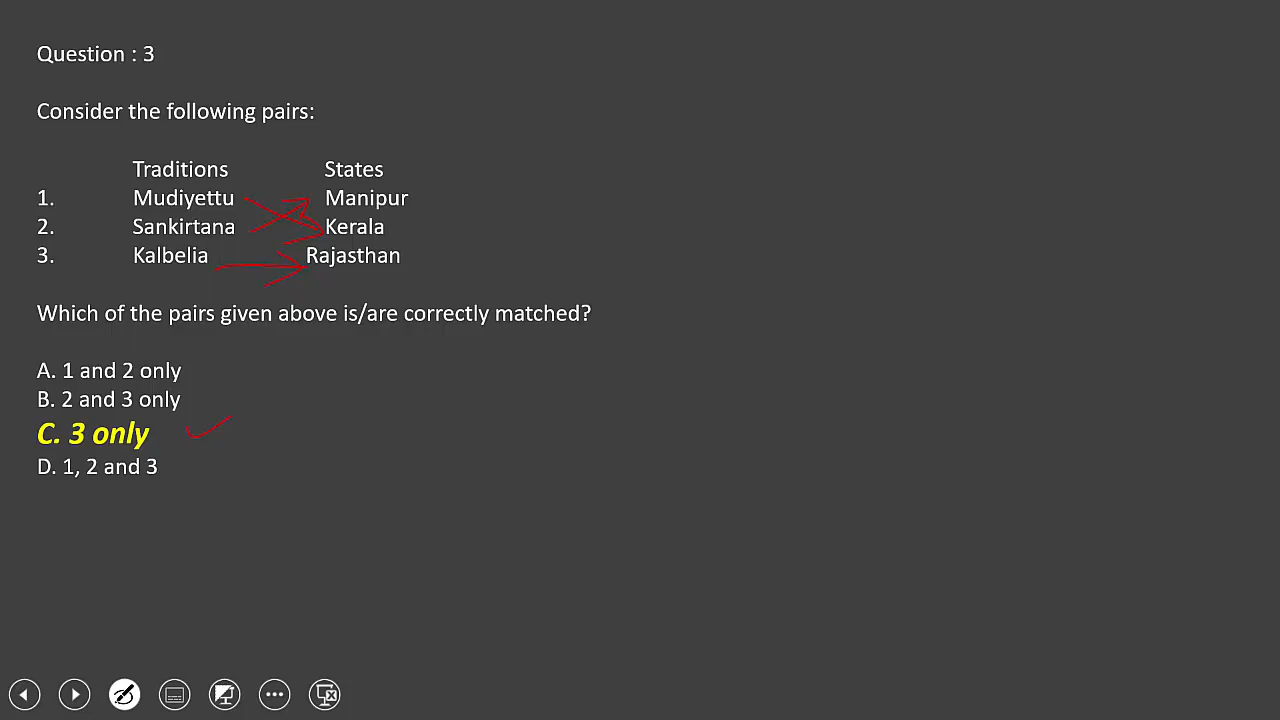 Question : 3
Consider the following pairs:
Traditions States
1. Mudiyettu Manipur
2. Sankirtana Kerala
3. Kalbelia Rajasthan
Which of the pairs given above is/are correctly matched?
A. 1 and 2 only
B. 2 and 3 only
C. 3 only
D. 1, 2 and 3